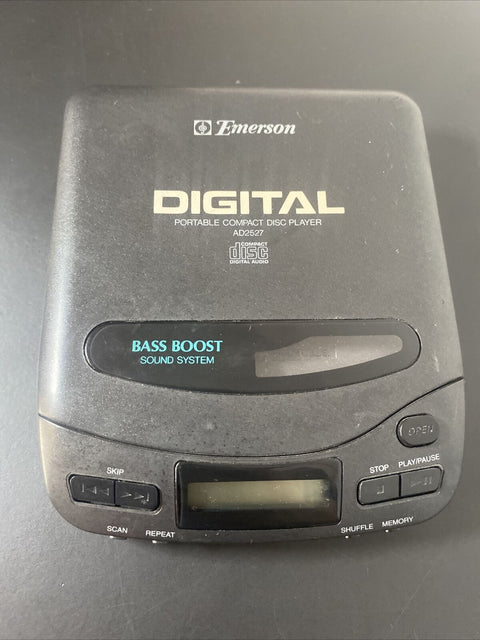 Emerson
DIGITAL
PORTABLE COMPACT DISC PLAYER
AD2527
COMPACT
disc
DIGITAL AUDIO
BASS BOOST
SOUND SYSTEM
OPEN
SKIP
STOP PLAY/PAUSE
SCAN REPEAT SHUFFLE MEMORY